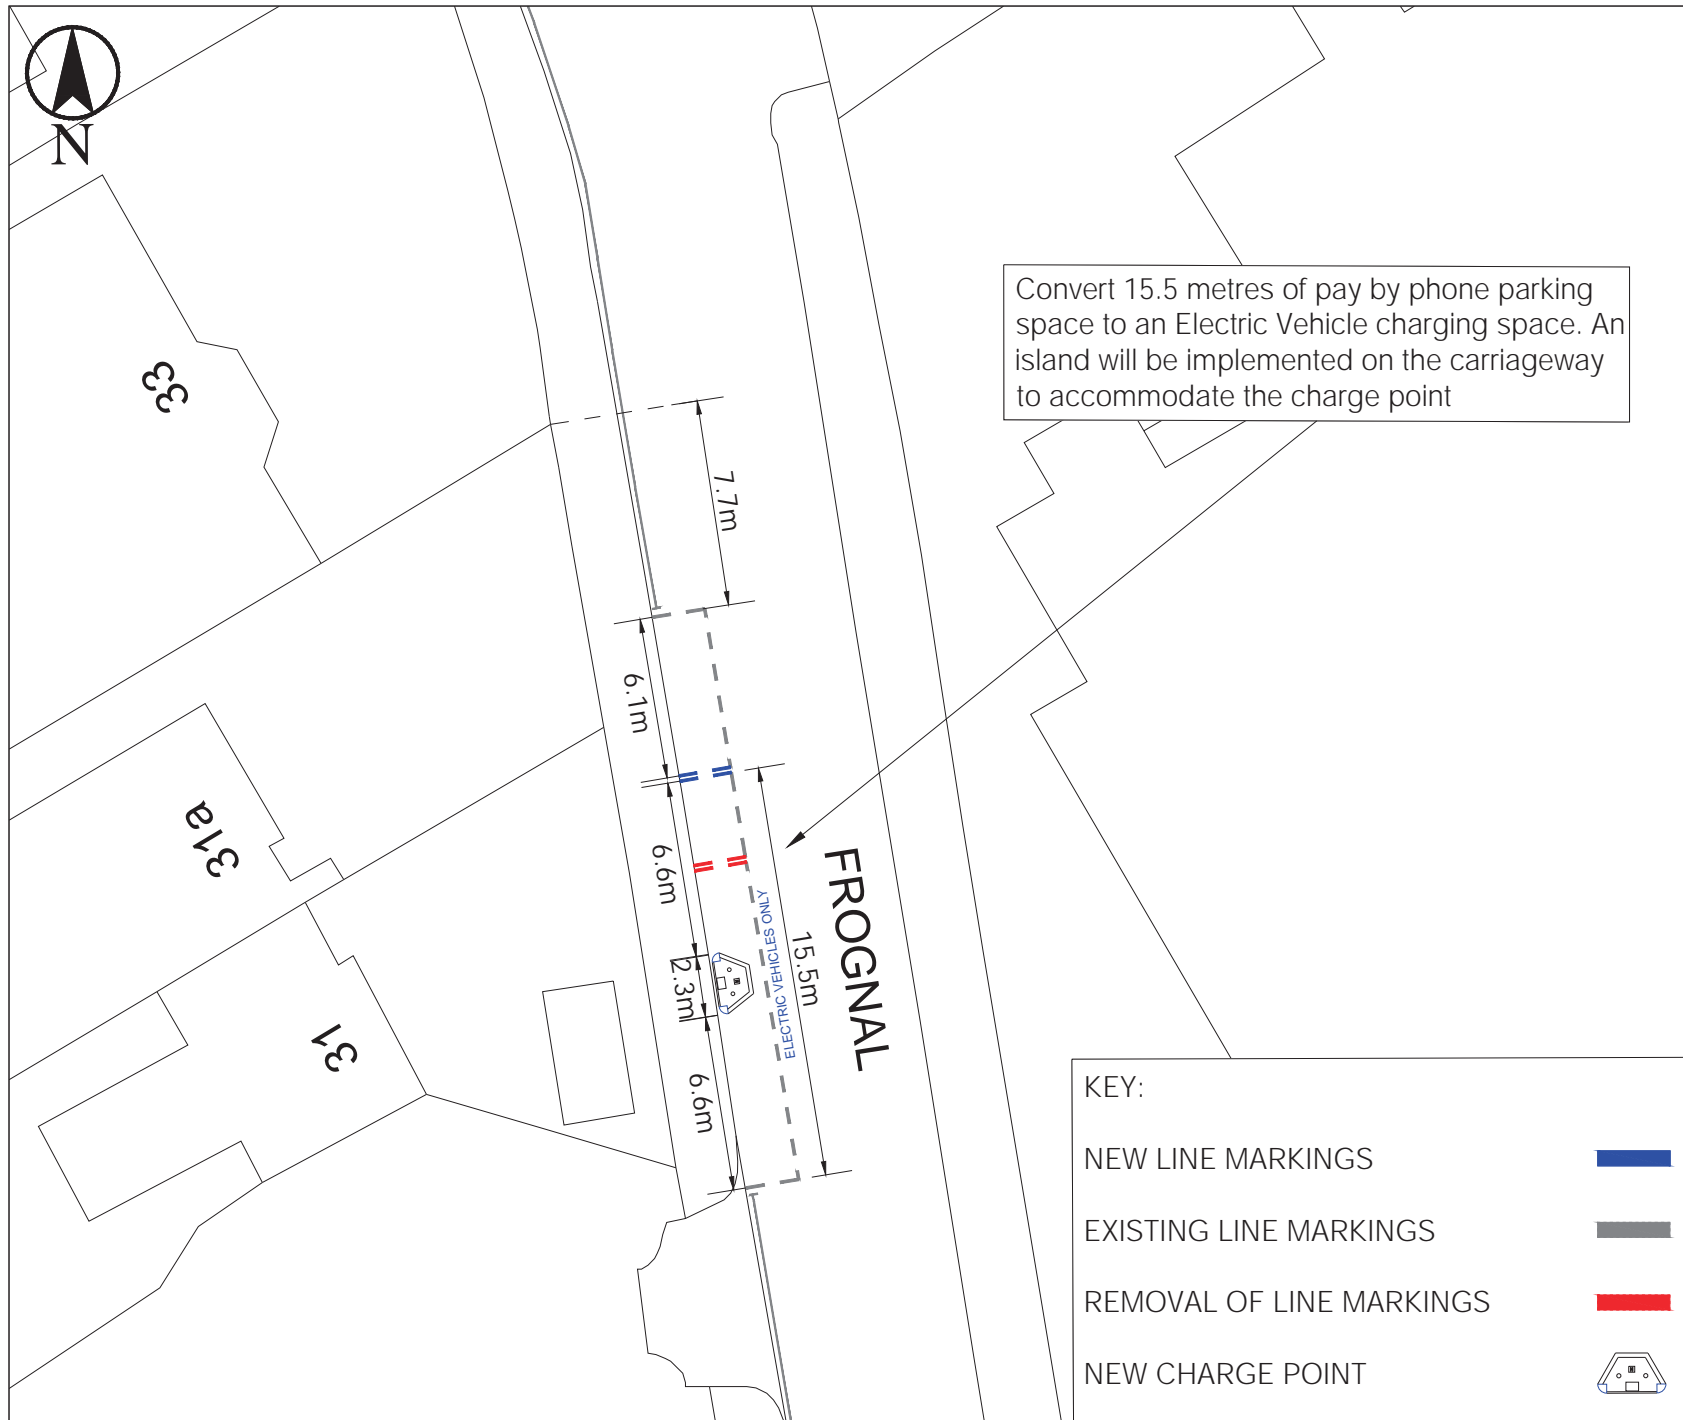 N
Convert 15.5 metres of pay by phone parking
space to an Electric Vehicle charging space. An
island will be implemented on the carriageway
to accommodate the charge point
33
7.7m
6.1m
31a
6.6m
FROGNAL
ELECTRIC VEHICLES ONLY
15.5m
2.3m
31
6.6m
KEY:
NEW LINE MARKINGS
EXISTING LINE MARKINGS
REMOVAL OF LINE MARKINGS
NEW CHARGE POINT